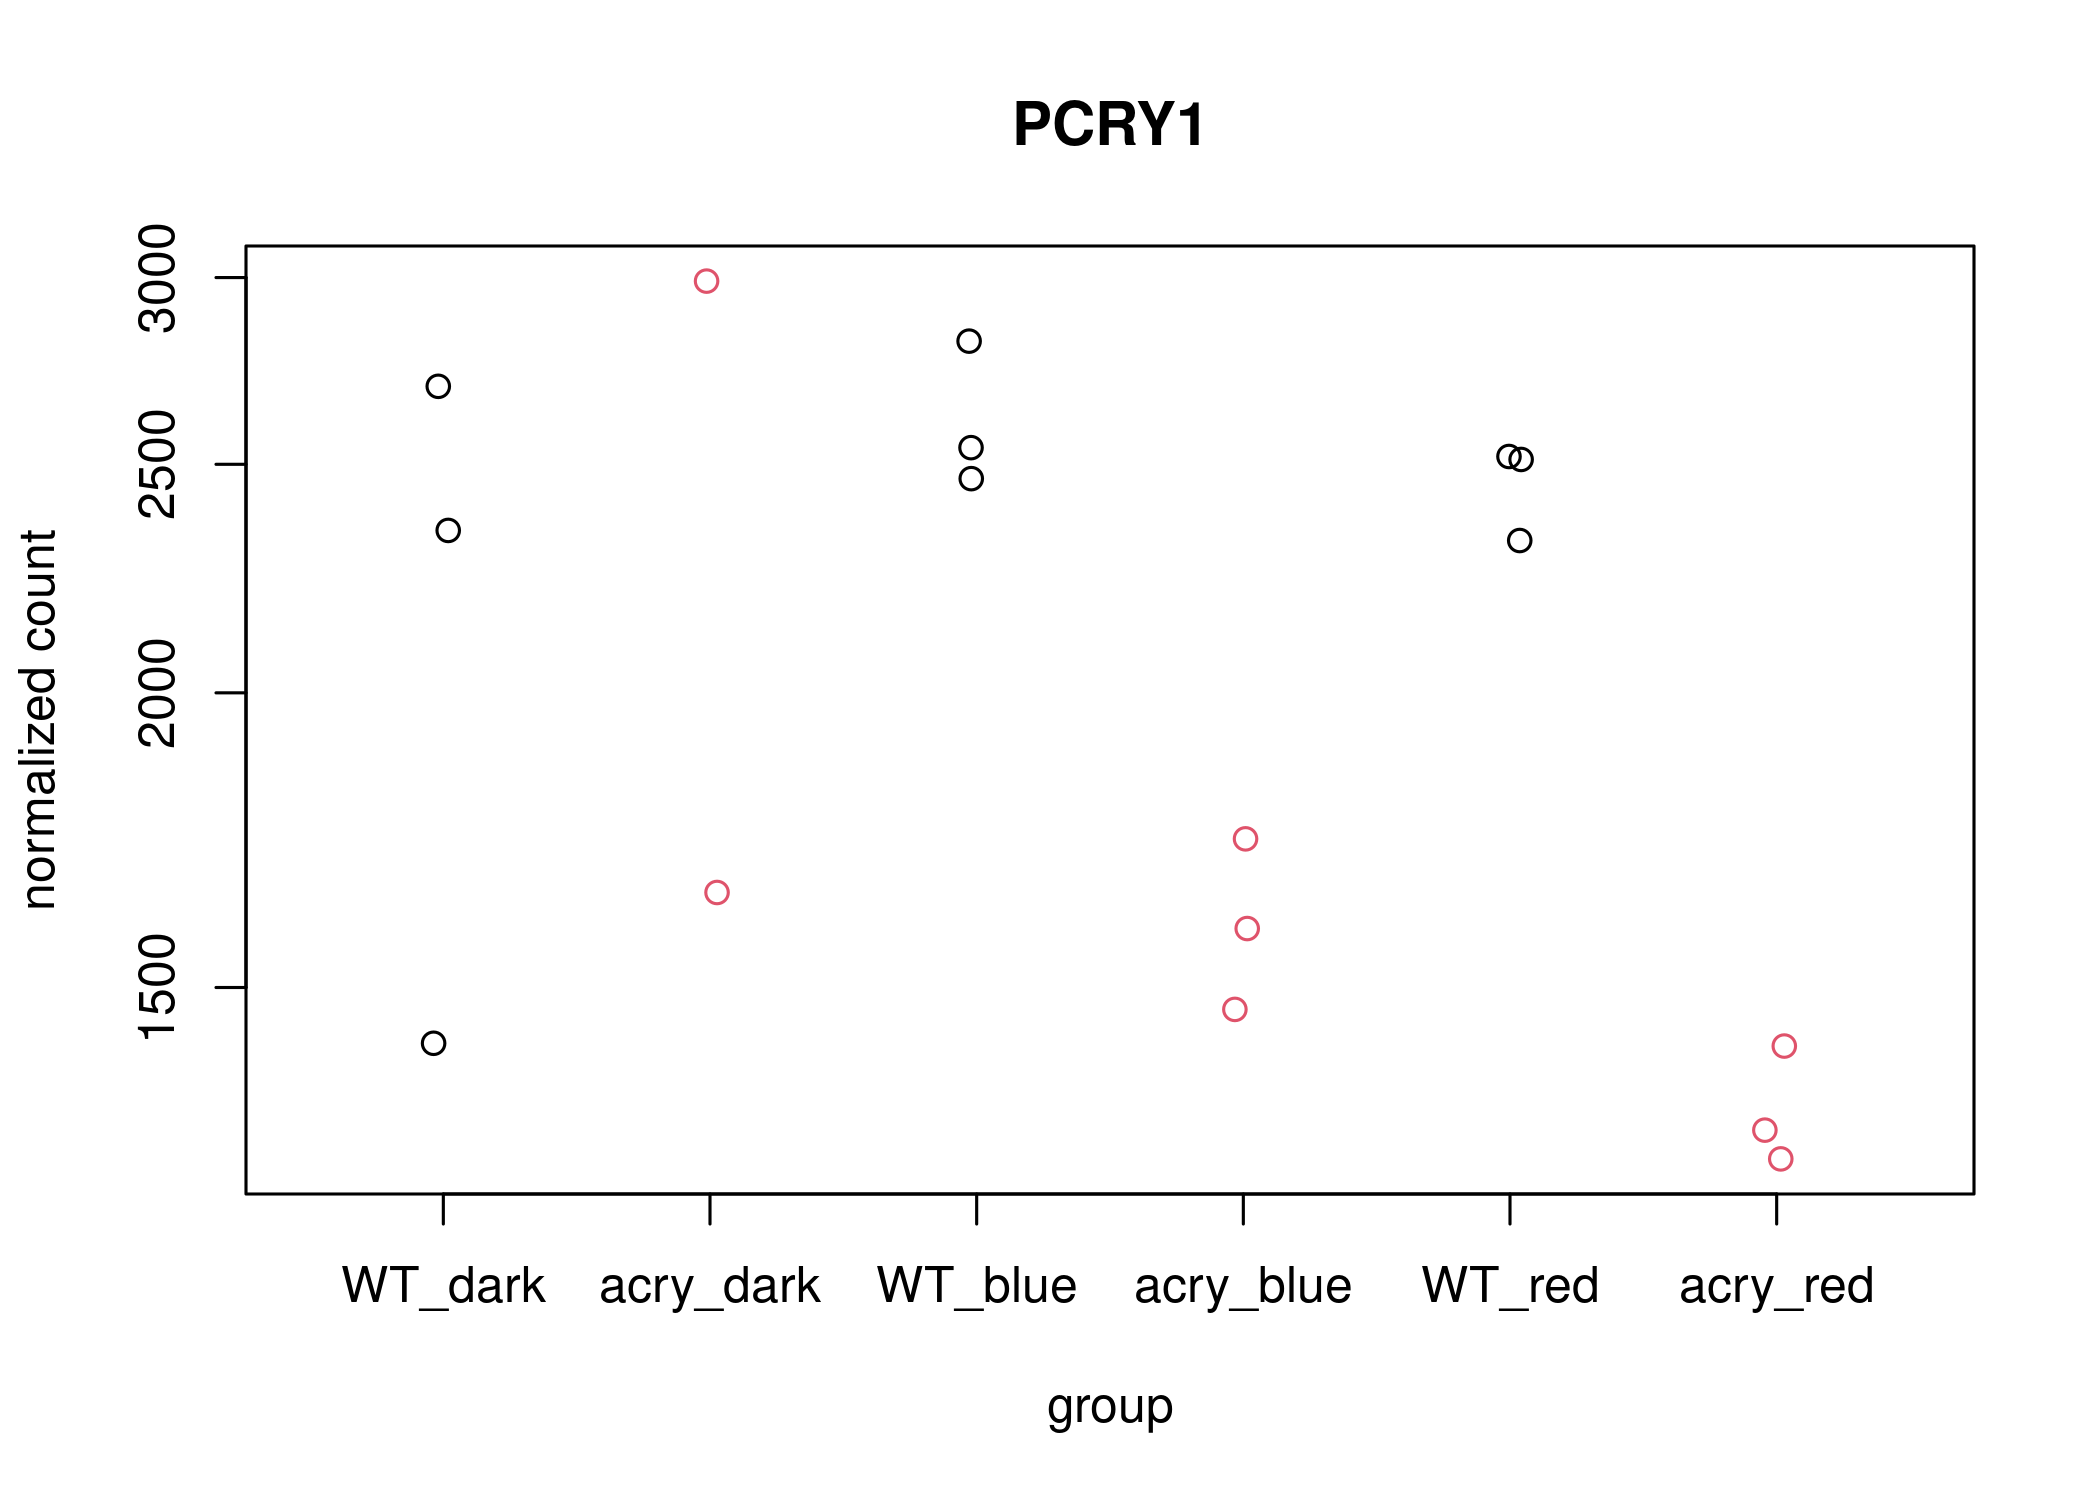 PCRY1
3000
2500
2000
1500
normalized count
WT_dark acry_dark WT_blue acry_blue WT_red acry_red
group